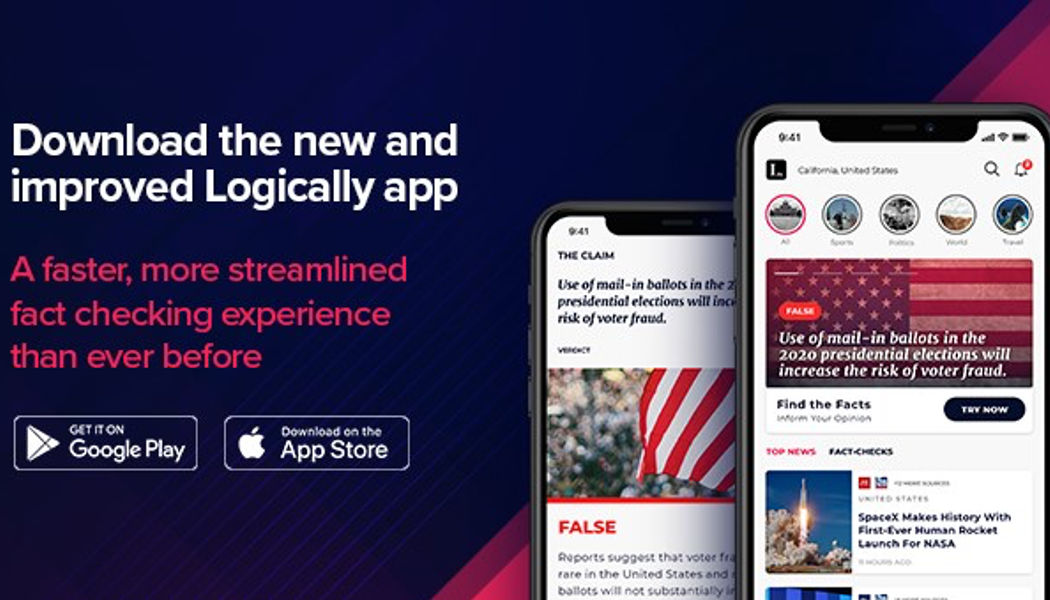 Download the new and
improved Logically app
A faster, more streamlined
fact checking experience
than ever before
GET IT ON
Google Play
Download on the
App Store
9:41
THE CLAIM
Use of mail-in ballots in the 2
presidential elections will inc
risk of voter fraud.
VERDICT
FALSE
Reports suggest that voter fra
rare in the United States and
ballots will not substantially in
9:41
L
California, United States
All
Sports
Politics
World
Travel
FALSE
Use of mail-in ballots in the
2020 presidential elections will
increase the risk of voter fraud.
Find the Facts
Inform Your Opinion
TRY NOW
TOP NEWS FACT-CHECKS
+12 MORE SOURCES
UNITED STATES
SpaceX Makes History With
First-Ever Human Rocket
Launch For NASA
11 HOURS AGO